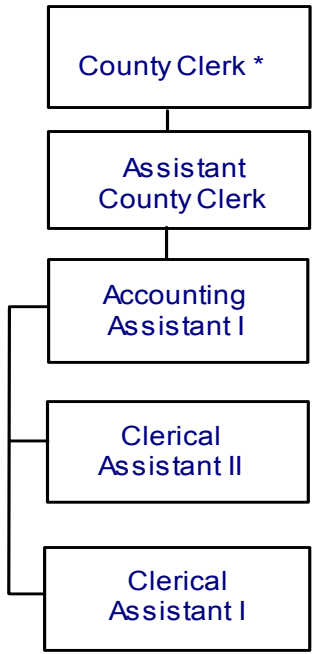 County Clerk *
Assistant
County Clerk
Accounting
Assistant I
Clerical
Assistant II
Clerical
Assistant I